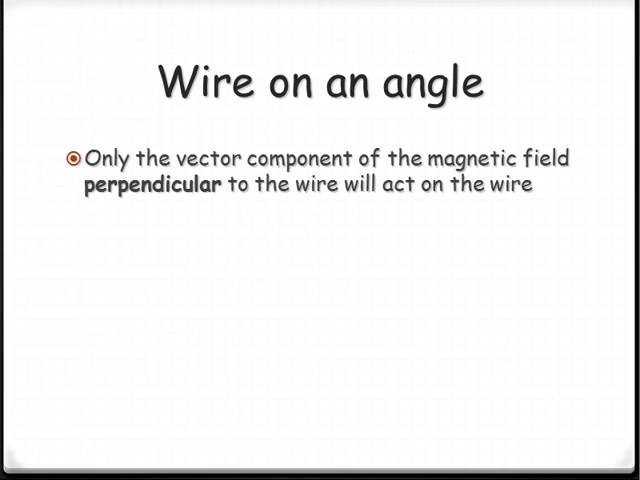 Wire on an angle
Only the vector component of the magnetic field
perpendicular to the wire will act on the wire